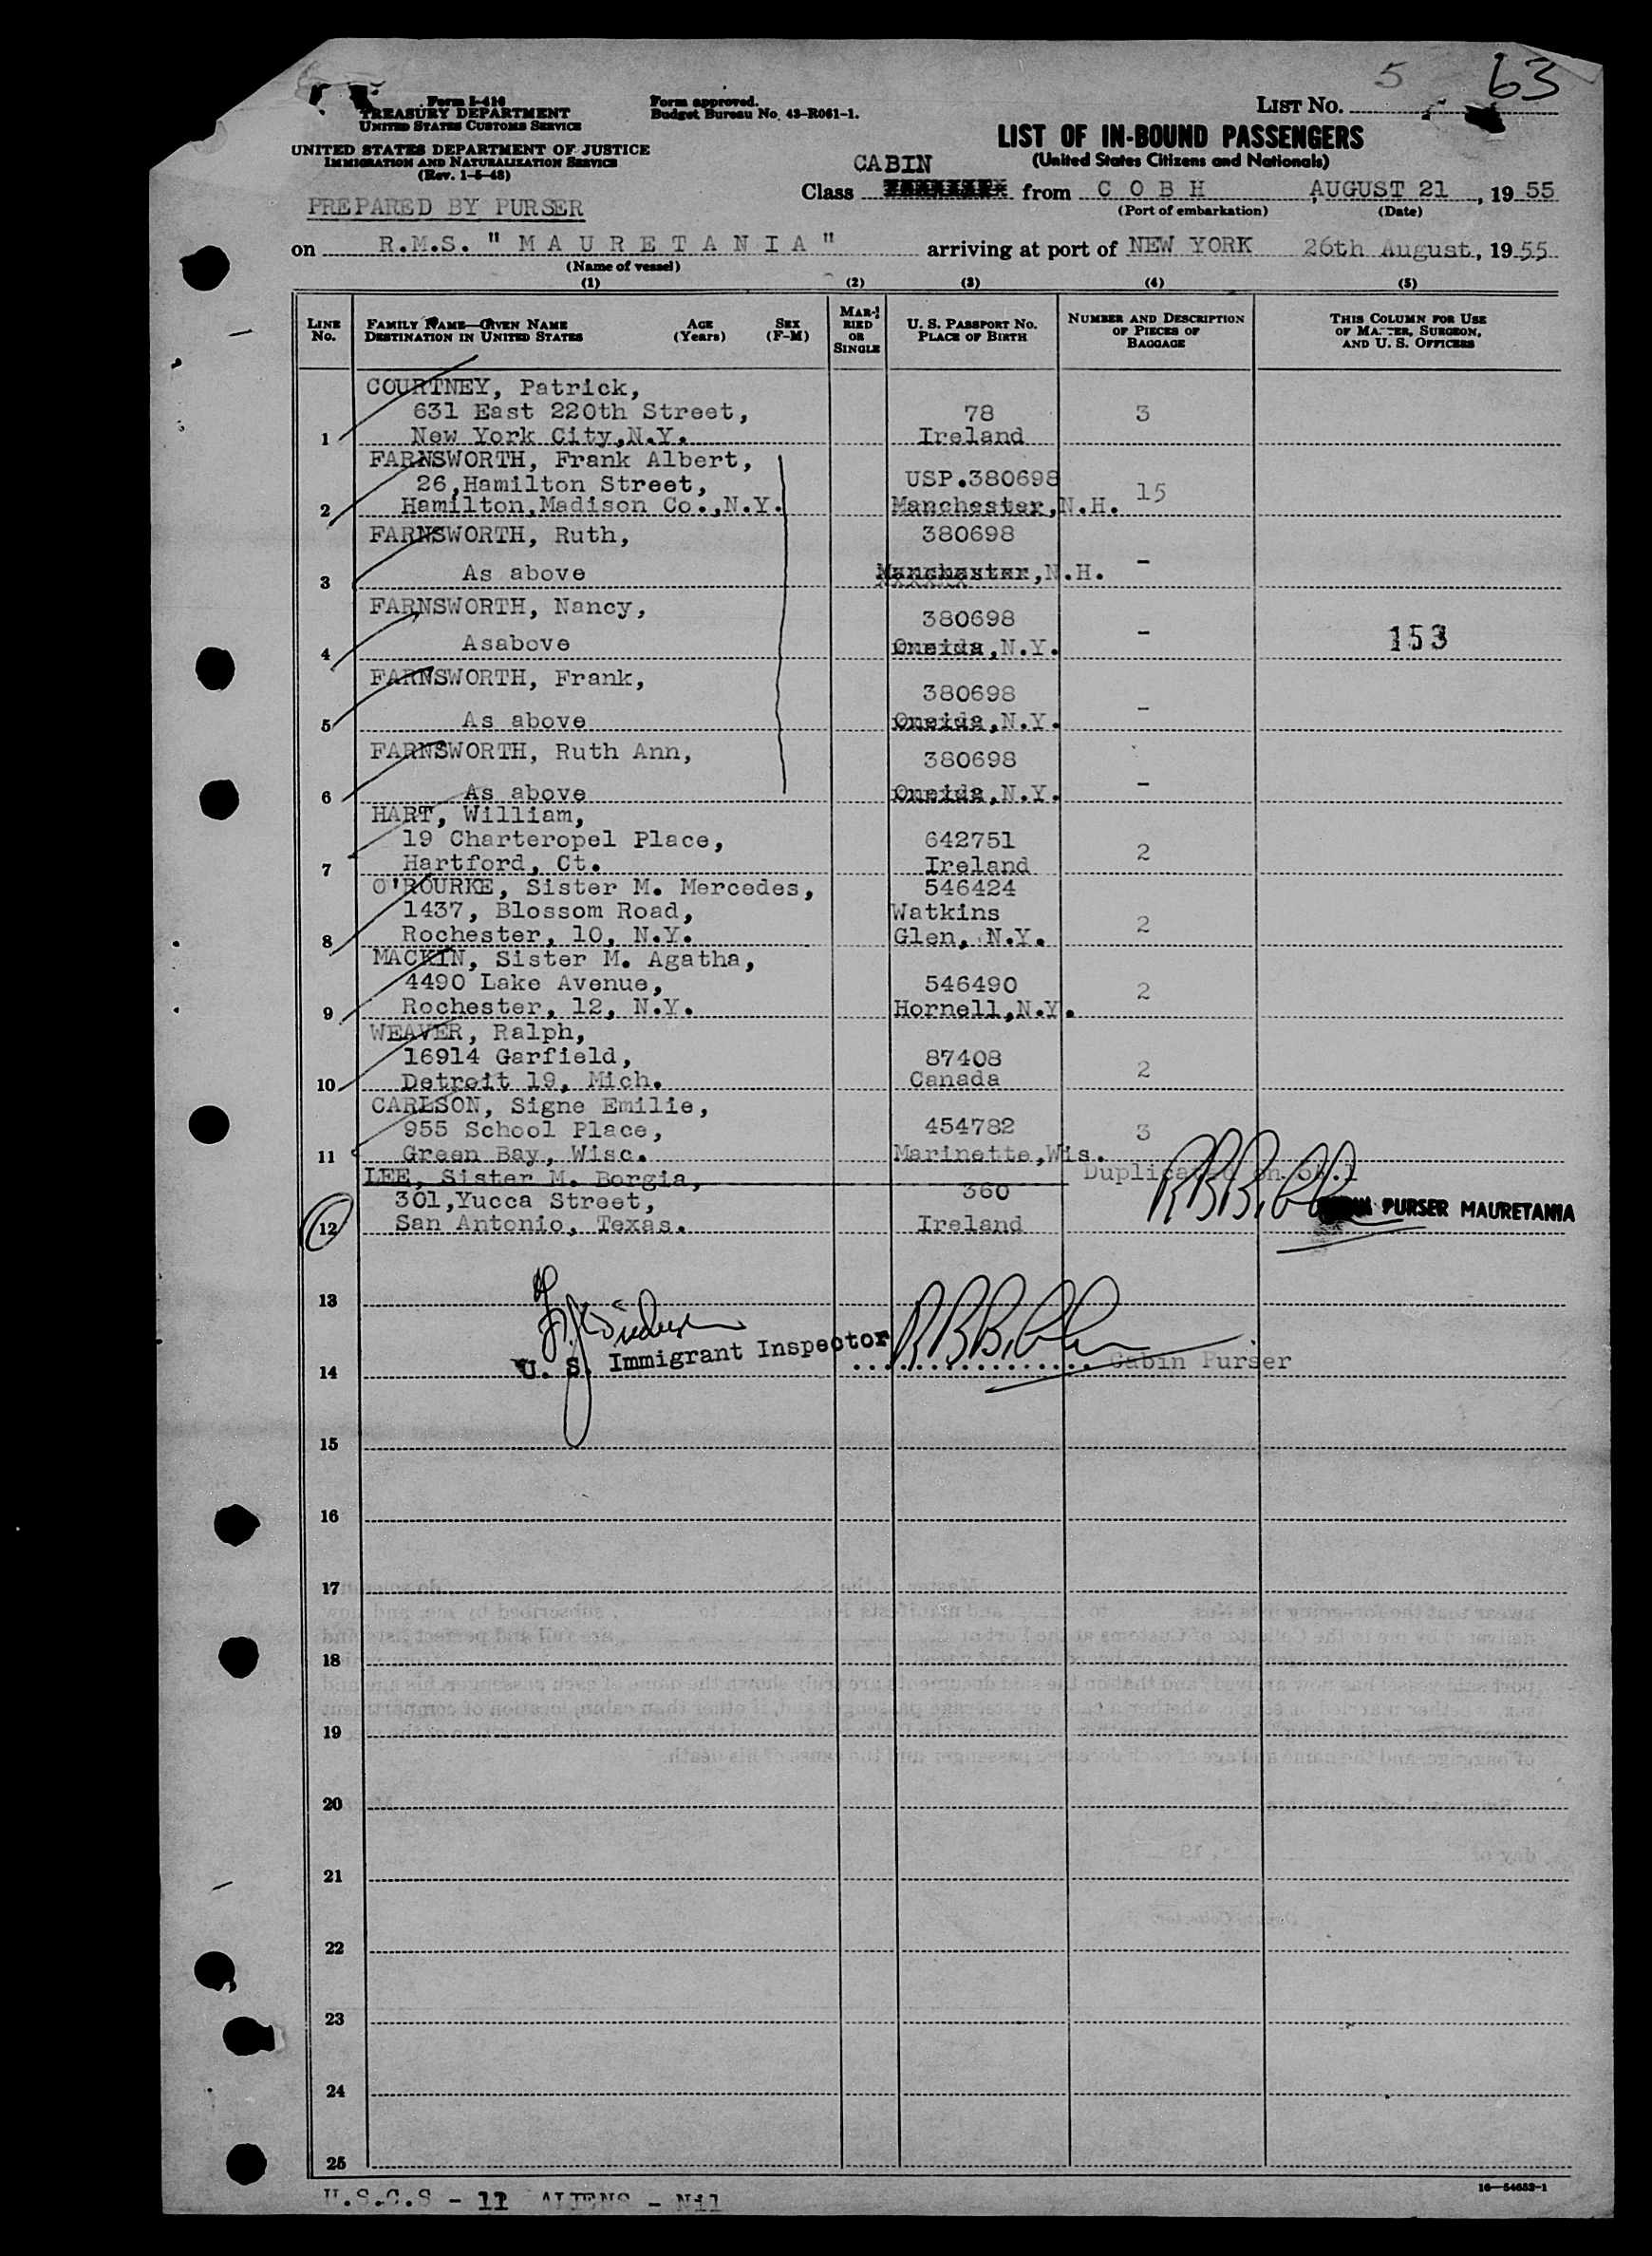 5 63
Form I-416
TREASURY DEPARTMENT
UNITED STATES CUSTOMS SERVICE
Form approved.
Budget Bureau No. 43-R061-1.
LIST NO.
UNITED STATES DEPARTMENT OF JUSTICE
IMMIGRATION AND NATURALIZATION SERVICE
(Rev. 1-5-48)
LIST OF IN-BOUND PASSENGERS
(United States Citizens and Nationals)
PREPARED BY PURSER
CABIN
Class from C O B H , AUGUST 21 , 19 55
(Port of embarkation) (Date)
on R.M.S. " M A U R E T A N I A " arriving at port of NEW YORK 26th August, 19 55
(Name of vessel)
(1) (2) (3) (4) (5)
LINE No. FAMILY NAME—GIVEN NAME DESTINATION IN UNITED STATES AGE (Years) SEX (F-M) MARRIED OR SINGLE U. S. PASSPORT NO. PLACE OF BIRTH NUMBER AND DESCRIPTION OF PIECES OF BAGGAGE THIS COLUMN FOR USE OF MASTER, SURGEON, AND U. S. OFFICERS
COURTNEY, Patrick,
631 East 220th Street, 78 3
1 New York City,N.Y. Ireland
FARNSWORTH, Frank Albert,
26,Hamilton Street, USP.380698 15
2 Hamilton,Madison Co.,N.Y. Manchester,N.H.
FARNSWORTH, Ruth, 380698
3 As above Manchester,N.H. -
FARNSWORTH, Nancy, 380698
4 Asabove Oneida,N.Y. - 153
FARNSWORTH, Frank, 380698
5 As above Oneida,N.Y. -
FARNSWORTH, Ruth Ann, 380698
6 As above Oneida,N.Y. -
HART, William,
19 Charteropel Place, 642751 2
7 Hartford, Ct. Ireland
O'ROURKE, Sister M. Mercedes, 546424
1437, Blossom Road, Watkins 2
8 Rochester, 10, N.Y. Glen, N.Y.
MACKIN, Sister M. Agatha,
4490 Lake Avenue, 546490 2
9 Rochester, 12, N.Y. Hornell,N.Y.
WEAVER, Ralph,
16914 Garfield, 87408 2
10 Detroit 19, Mich. Canada
CARLSON, Signe Emilie,
955 School Place, 454782 3
11 Green Bay, Wisc. Marinette,Wis.
LEE, Sister M. Borgia, Duplicated on
301,Yucca Street, 360 PURSER MAURETANIA
12 San Antonio, Texas. Ireland
13
U. S. Immigrant Inspector
14 Cabin Purser
15
16
17
18
19
20
21
22
23
24
25
U.S.C.S - 11 ALIENS - Nil
16—54652-1